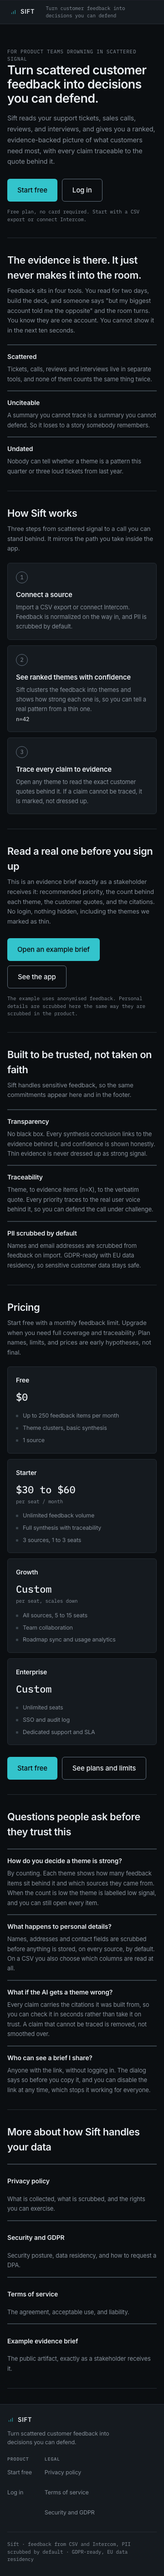 SIFT
Turn customer feedback into
decisions you can defend
FOR PRODUCT TEAMS DROWNING IN SCATTERED
SIGNAL
Turn scattered customer
feedback into decisions
you can defend.
Sift reads your support tickets, sales calls,
reviews, and interviews, and gives you a ranked,
evidence-backed picture of what customers
need most, with every claim traceable to the
quote behind it.
Start free
Log in
Free plan, no card required. Start with a CSV
export or connect Intercom.
The evidence is there. It just
never makes it into the room.
Feedback sits in four tools. You read for two days,
build the deck, and someone says "but my biggest
account told me the opposite" and the room turns.
You know they are one account. You cannot show it
in the next ten seconds.
Scattered
Tickets, calls, reviews and interviews live in separate
tools, and none of them counts the same thing twice.
Unciteable
A summary you cannot trace is a summary you cannot
defend. So it loses to a story somebody remembers.
Undated
Nobody can tell whether a theme is a pattern this
quarter or three loud tickets from last year.
How Sift works
Three steps from scattered signal to a call you can
stand behind. It mirrors the path you take inside the
app.
1
Connect a source
Import a CSV export or connect Intercom.
Feedback is normalized on the way in, and PII is
scrubbed by default.
2
See ranked themes with confidence
Sift clusters the feedback into themes and
shows how strong each one is, so you can tell a
real pattern from a thin one.
n=42
3
Trace every claim to evidence
Open any theme to read the exact customer
quotes behind it. If a claim cannot be traced, it
is marked, not dressed up.
Read a real one before you sign
up
This is an evidence brief exactly as a stakeholder
receives it: recommended priority, the count behind
each theme, the customer quotes, and the citations.
No login, nothing hidden, including the themes we
marked as thin.
Open an example brief
See the app
The example uses anonymised feedback. Personal
details are scrubbed here the same way they are
scrubbed in the product.
Built to be trusted, not taken on
faith
Sift handles sensitive feedback, so the same
commitments appear here and in the footer.
Transparency
No black box. Every synthesis conclusion links to the
evidence behind it, and confidence is shown honestly.
Thin evidence is never dressed up as strong signal.
Traceability
Theme, to evidence items (n=X), to the verbatim
quote. Every priority traces to the real user voice
behind it, so you can defend the call under challenge.
PII scrubbed by default
Names and email addresses are scrubbed from
feedback on import. GDPR-ready with EU data
residency, so sensitive customer data stays safe.
Pricing
Start free with a monthly feedback limit. Upgrade
when you need full coverage and traceability. Plan
names, limits, and prices are early hypotheses, not
final.
Free
$0
Up to 250 feedback items per month
Theme clusters, basic synthesis
1 source
Starter
$30 to $60
per seat / month
Unlimited feedback volume
Full synthesis with traceability
3 sources, 1 to 3 seats
Growth
Custom
per seat, scales down
All sources, 5 to 15 seats
Team collaboration
Roadmap sync and usage analytics
Enterprise
Custom
Unlimited seats
SSO and audit log
Dedicated support and SLA
Start free
See plans and limits
Questions people ask before
they trust this
How do you decide a theme is strong?
By counting. Each theme shows how many feedback
items sit behind it and which sources they came from.
When the count is low the theme is labelled low signal,
and you can still open every item.
What happens to personal details?
Names, addresses and contact fields are scrubbed
before anything is stored, on every source, by default.
On a CSV you also choose which columns are read at
all.
What if the AI gets a theme wrong?
Every claim carries the citations it was built from, so
you can check it in seconds rather than take it on
trust. A claim that cannot be traced is removed, not
smoothed over.
Who can see a brief I share?
Anyone with the link, without logging in. The dialog
says so before you copy it, and you can disable the
link at any time, which stops it working for everyone.
More about how Sift handles
your data
Privacy policy
What is collected, what is scrubbed, and the rights
you can exercise.
Security and GDPR
Security posture, data residency, and how to request a
DPA.
Terms of service
The agreement, acceptable use, and liability.
Example evidence brief
The public artifact, exactly as a stakeholder receives
it.
SIFT
Turn scattered customer feedback into
decisions you can defend.
PRODUCT
LEGAL
Start free
Privacy policy
Log in
Terms of service
Security and GDPR
Sift · feedback from CSV and Intercom, PII
scrubbed by default · GDPR-ready, EU data
residency